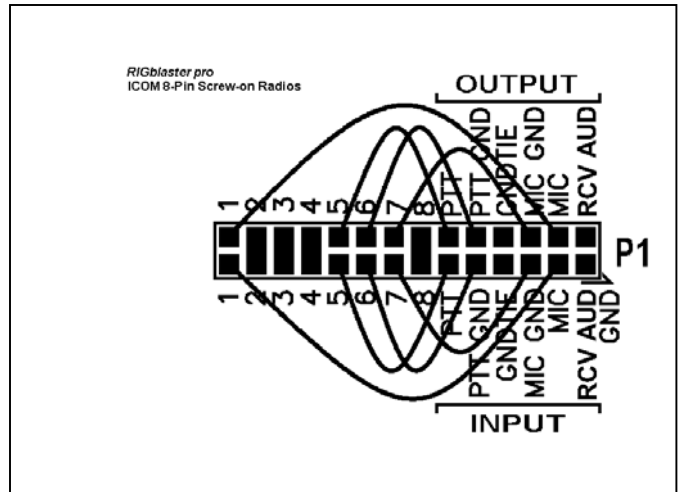 RIGblaster pro
ICOM 8-Pin Screw-on Radios
OUTPUT
1 2 3 4 5 6 7 8 PTT PTT GND GNDTIE MIC GND MIC RCV AUD
P1
1 2 3 4 5 6 7 8 PTT PTT GND GNDTIE MIC GND MIC RCV AUD GND
INPUT